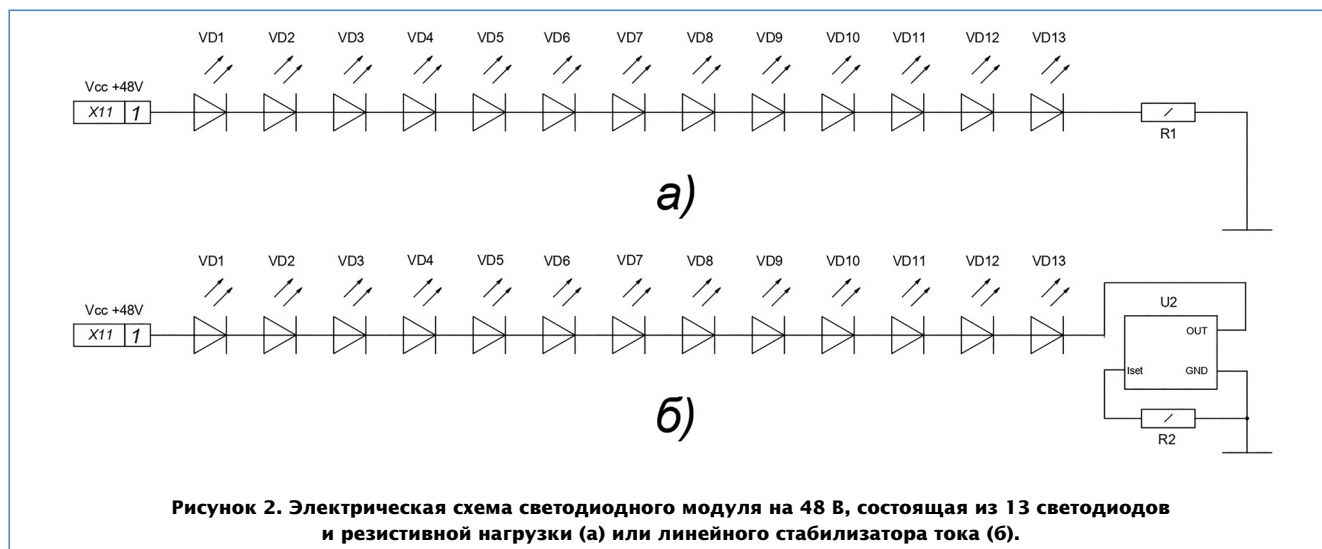 VD1 VD2 VD3 VD4 VD5 VD6 VD7 VD8 VD9 VD10 VD11 VD12 VD13
Vcc +48V
X11 1
R1
а)
VD1 VD2 VD3 VD4 VD5 VD6 VD7 VD8 VD9 VD10 VD11 VD12 VD13
Vcc +48V
U2
X11 1
OUT
Iset GND
R2
б)
Рисунок 2. Электрическая схема светодиодного модуля на 48 В, состоящая из 13 светодиодов
и резистивной нагрузки (а) или линейного стабилизатора тока (б).